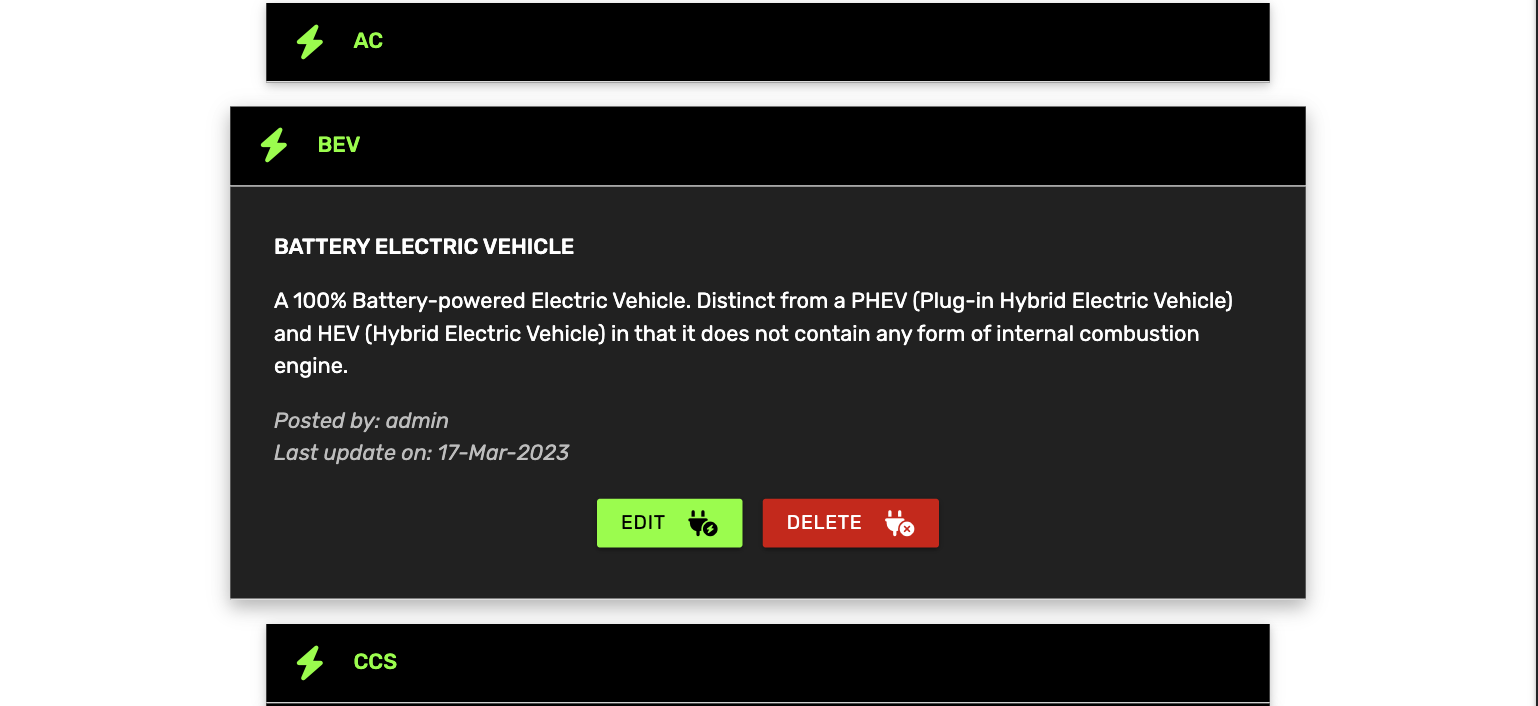 AC
BEV
BATTERY ELECTRIC VEHICLE
A 100% Battery-powered Electric Vehicle. Distinct from a PHEV (Plug-in Hybrid Electric Vehicle)
and HEV (Hybrid Electric Vehicle) in that it does not contain any form of internal combustion
engine.
Posted by: admin
Last update on: 17-Mar-2023
EDIT
DELETE
CCS